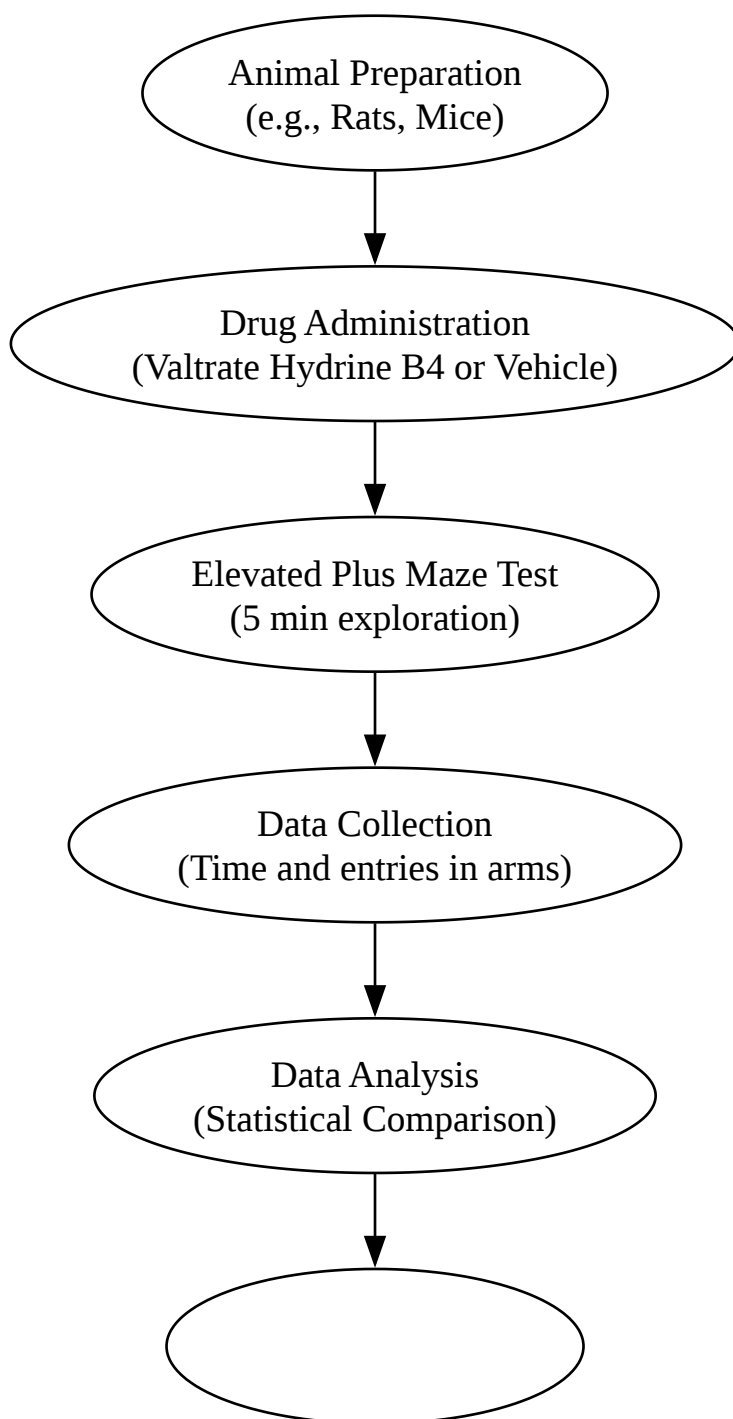 Animal Preparation
(e.g., Rats, Mice)
Drug Administration
(Valtrate Hydrine B4 or Vehicle)
Elevated Plus Maze Test
(5 min exploration)
Data Collection
(Time and entries in arms)
Data Analysis
(Statistical Comparison)